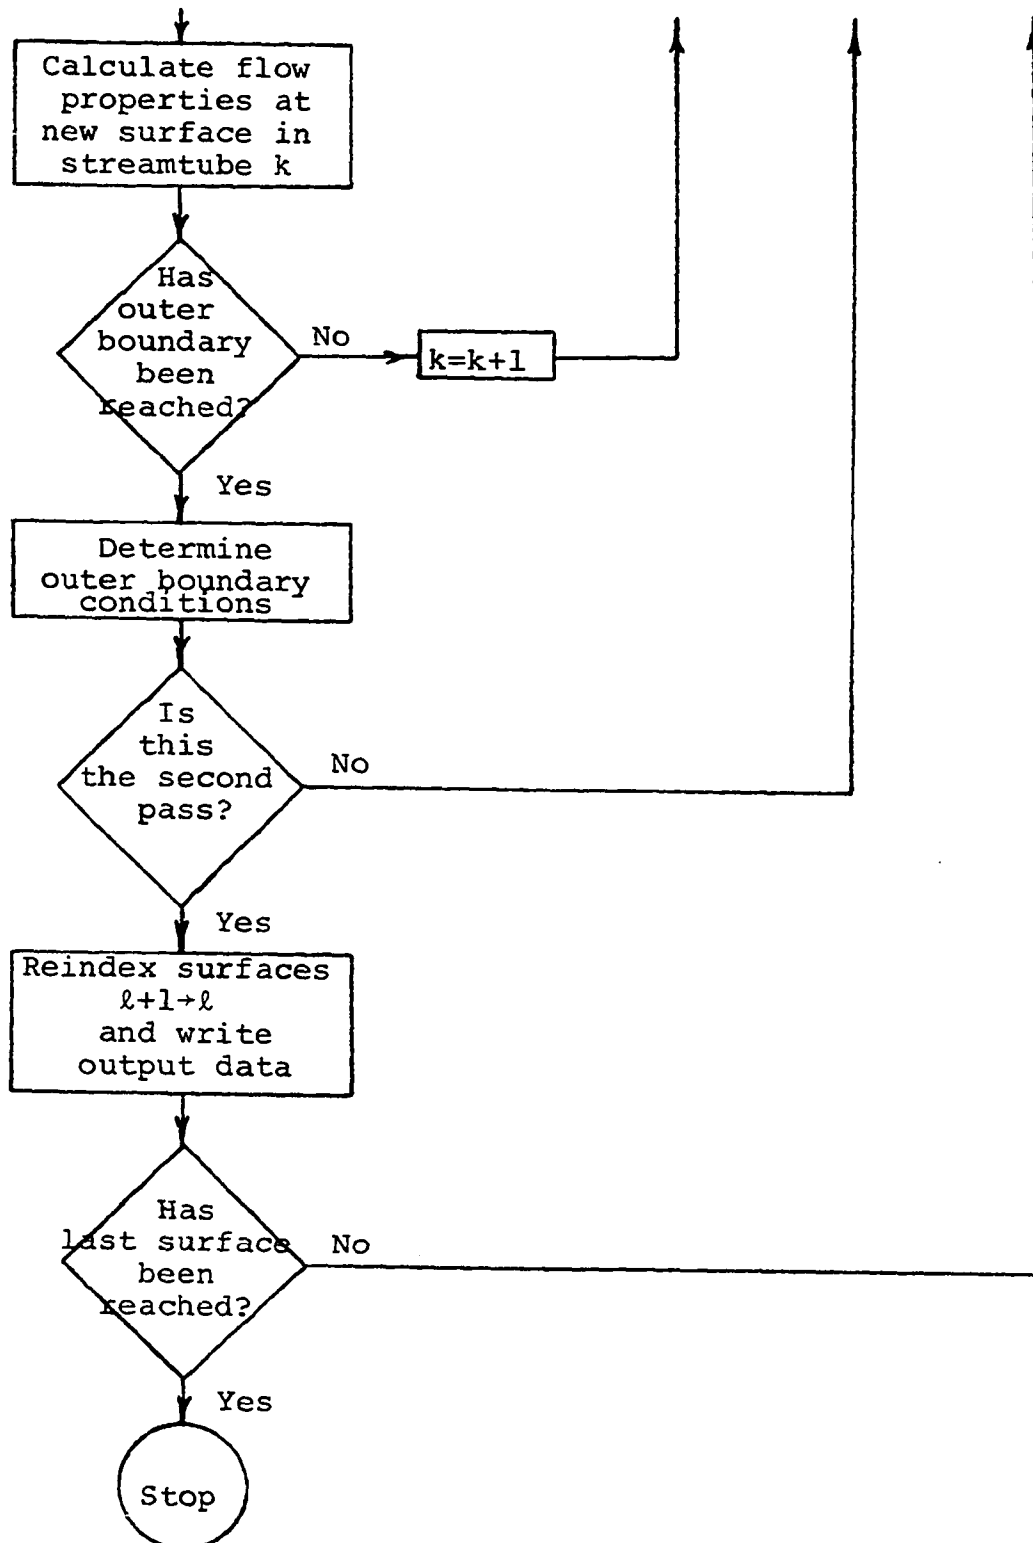 Calculate flow
properties at
new surface in
streamtube k
Has
outer
boundary
been
reached?
No
k=k+1
Yes
Determine
outer boundary
conditions
Is
this
the second
pass?
No
Yes
Reindex surfaces
ℓ+1→ℓ
and write
output data
Has
last surface
been
reached?
No
Yes
Stop